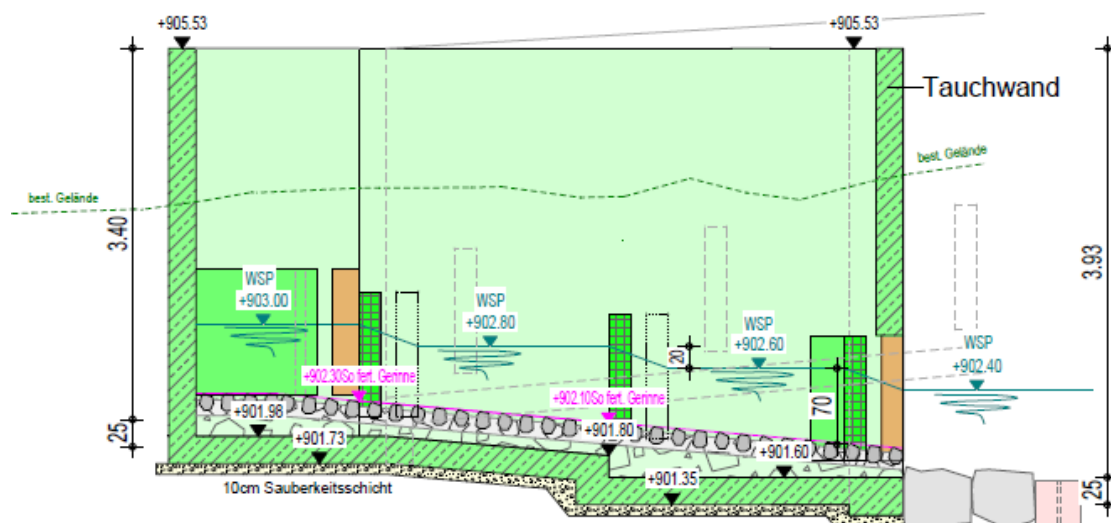 +905.53
+905.53
Tauchwand
best. Gelände
best. Gelände
3.40
3.93
WSP
+903.00
WSP
+902.80
WSP
+902.60
WSP
+902.40
20
70
+902.30So fert. Gerinne
+902.10So fert. Gerinne
+901.98
+901.80
+901.73
+901.60
+901.35
25
25
10cm Sauberkeitsschicht